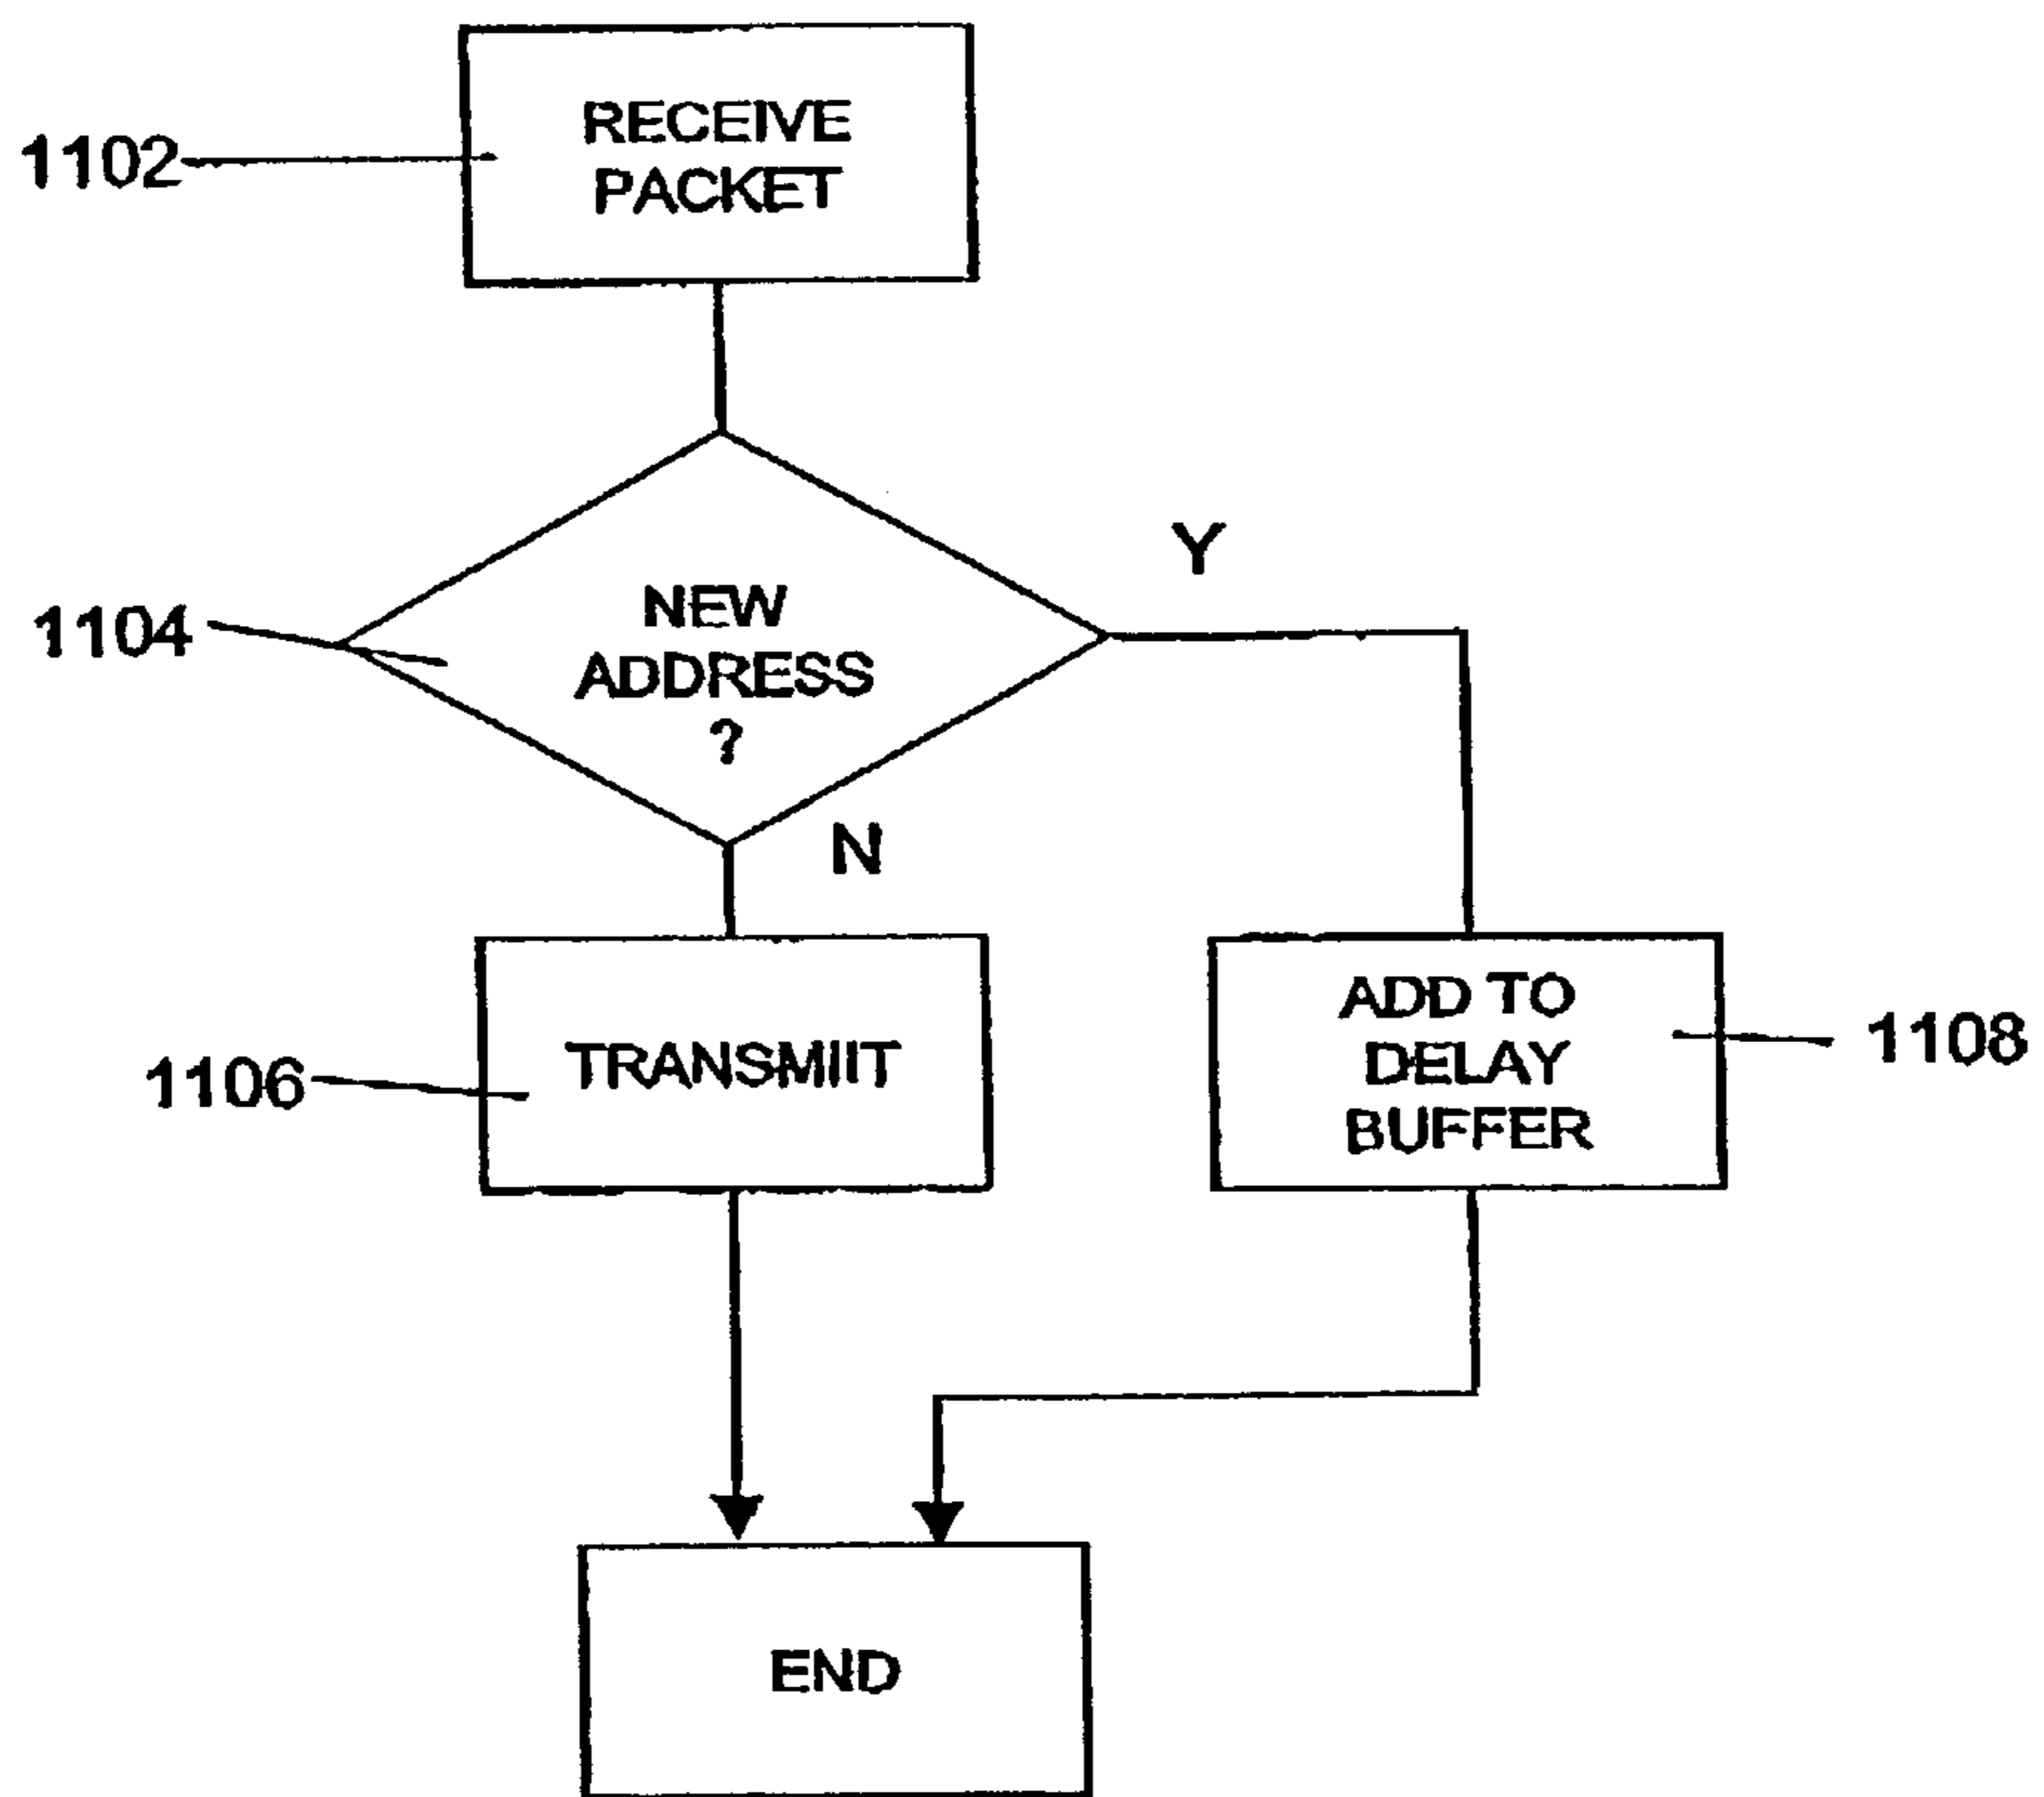 RECEIVE
PACKET
1102
Y
NEW
ADDRESS
?
1104
N
TRANSMIIT
1106
ADD TO
DELAY
BUFFER
1108
END